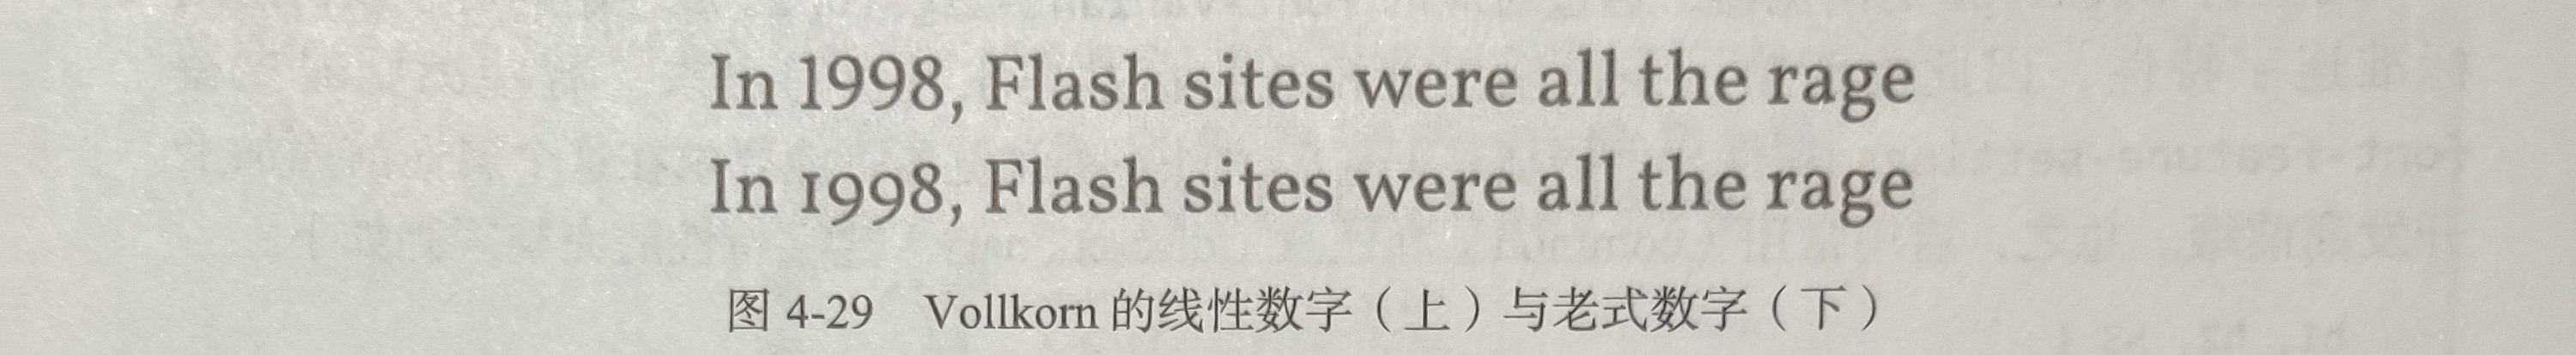 In 1998, Flash sites were all the rage
In 1998, Flash sites were all the rage
图 4-29 Vollkorn 的线性数字（上）与老式数字（下）